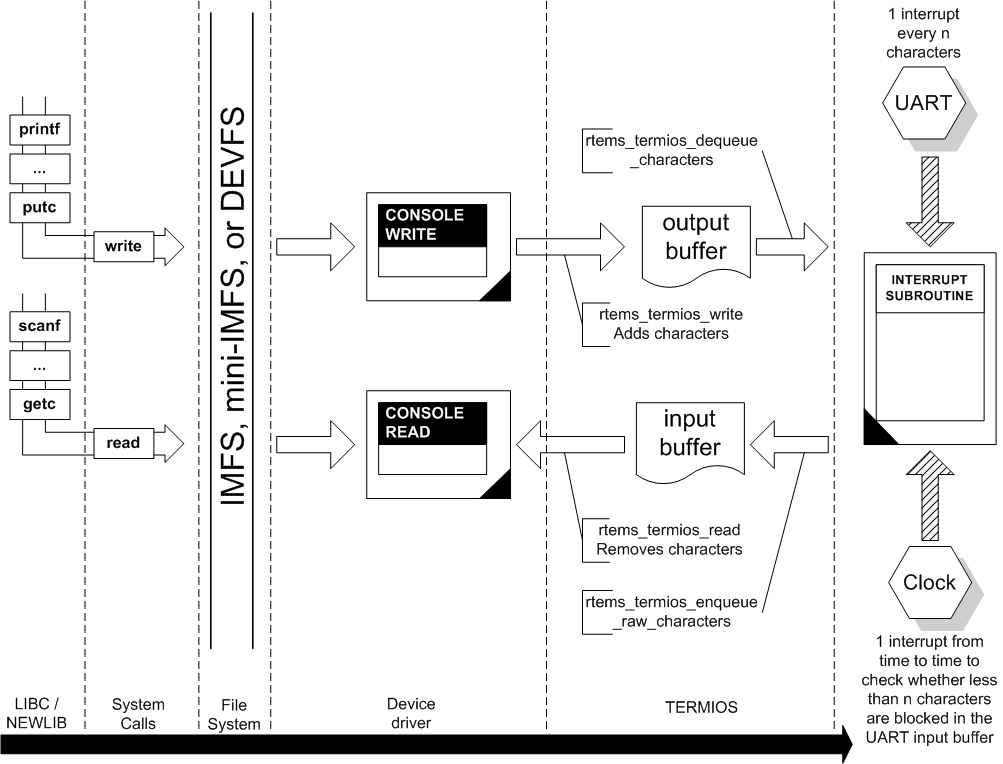 1 interrupt
every n
characters
UART
printf
...
putc
write
IMFS, mini-IMFS, or DEVFS
CONSOLE
WRITE
rtems_termios_dequeue
_characters
output
buffer
rtems_termios_write
Adds characters
INTERRUPT
SUBROUTINE
scanf
...
getc
read
CONSOLE
READ
input
buffer
rtems_termios_read
Removes characters
rtems_termios_enqueue
_raw_characters
Clock
1 interrupt from
time to time to
check whether less
than n characters
are blocked in the
UART input buffer
LIBC /
NEWLIB
System
Calls
File
System
Device
driver
TERMIOS